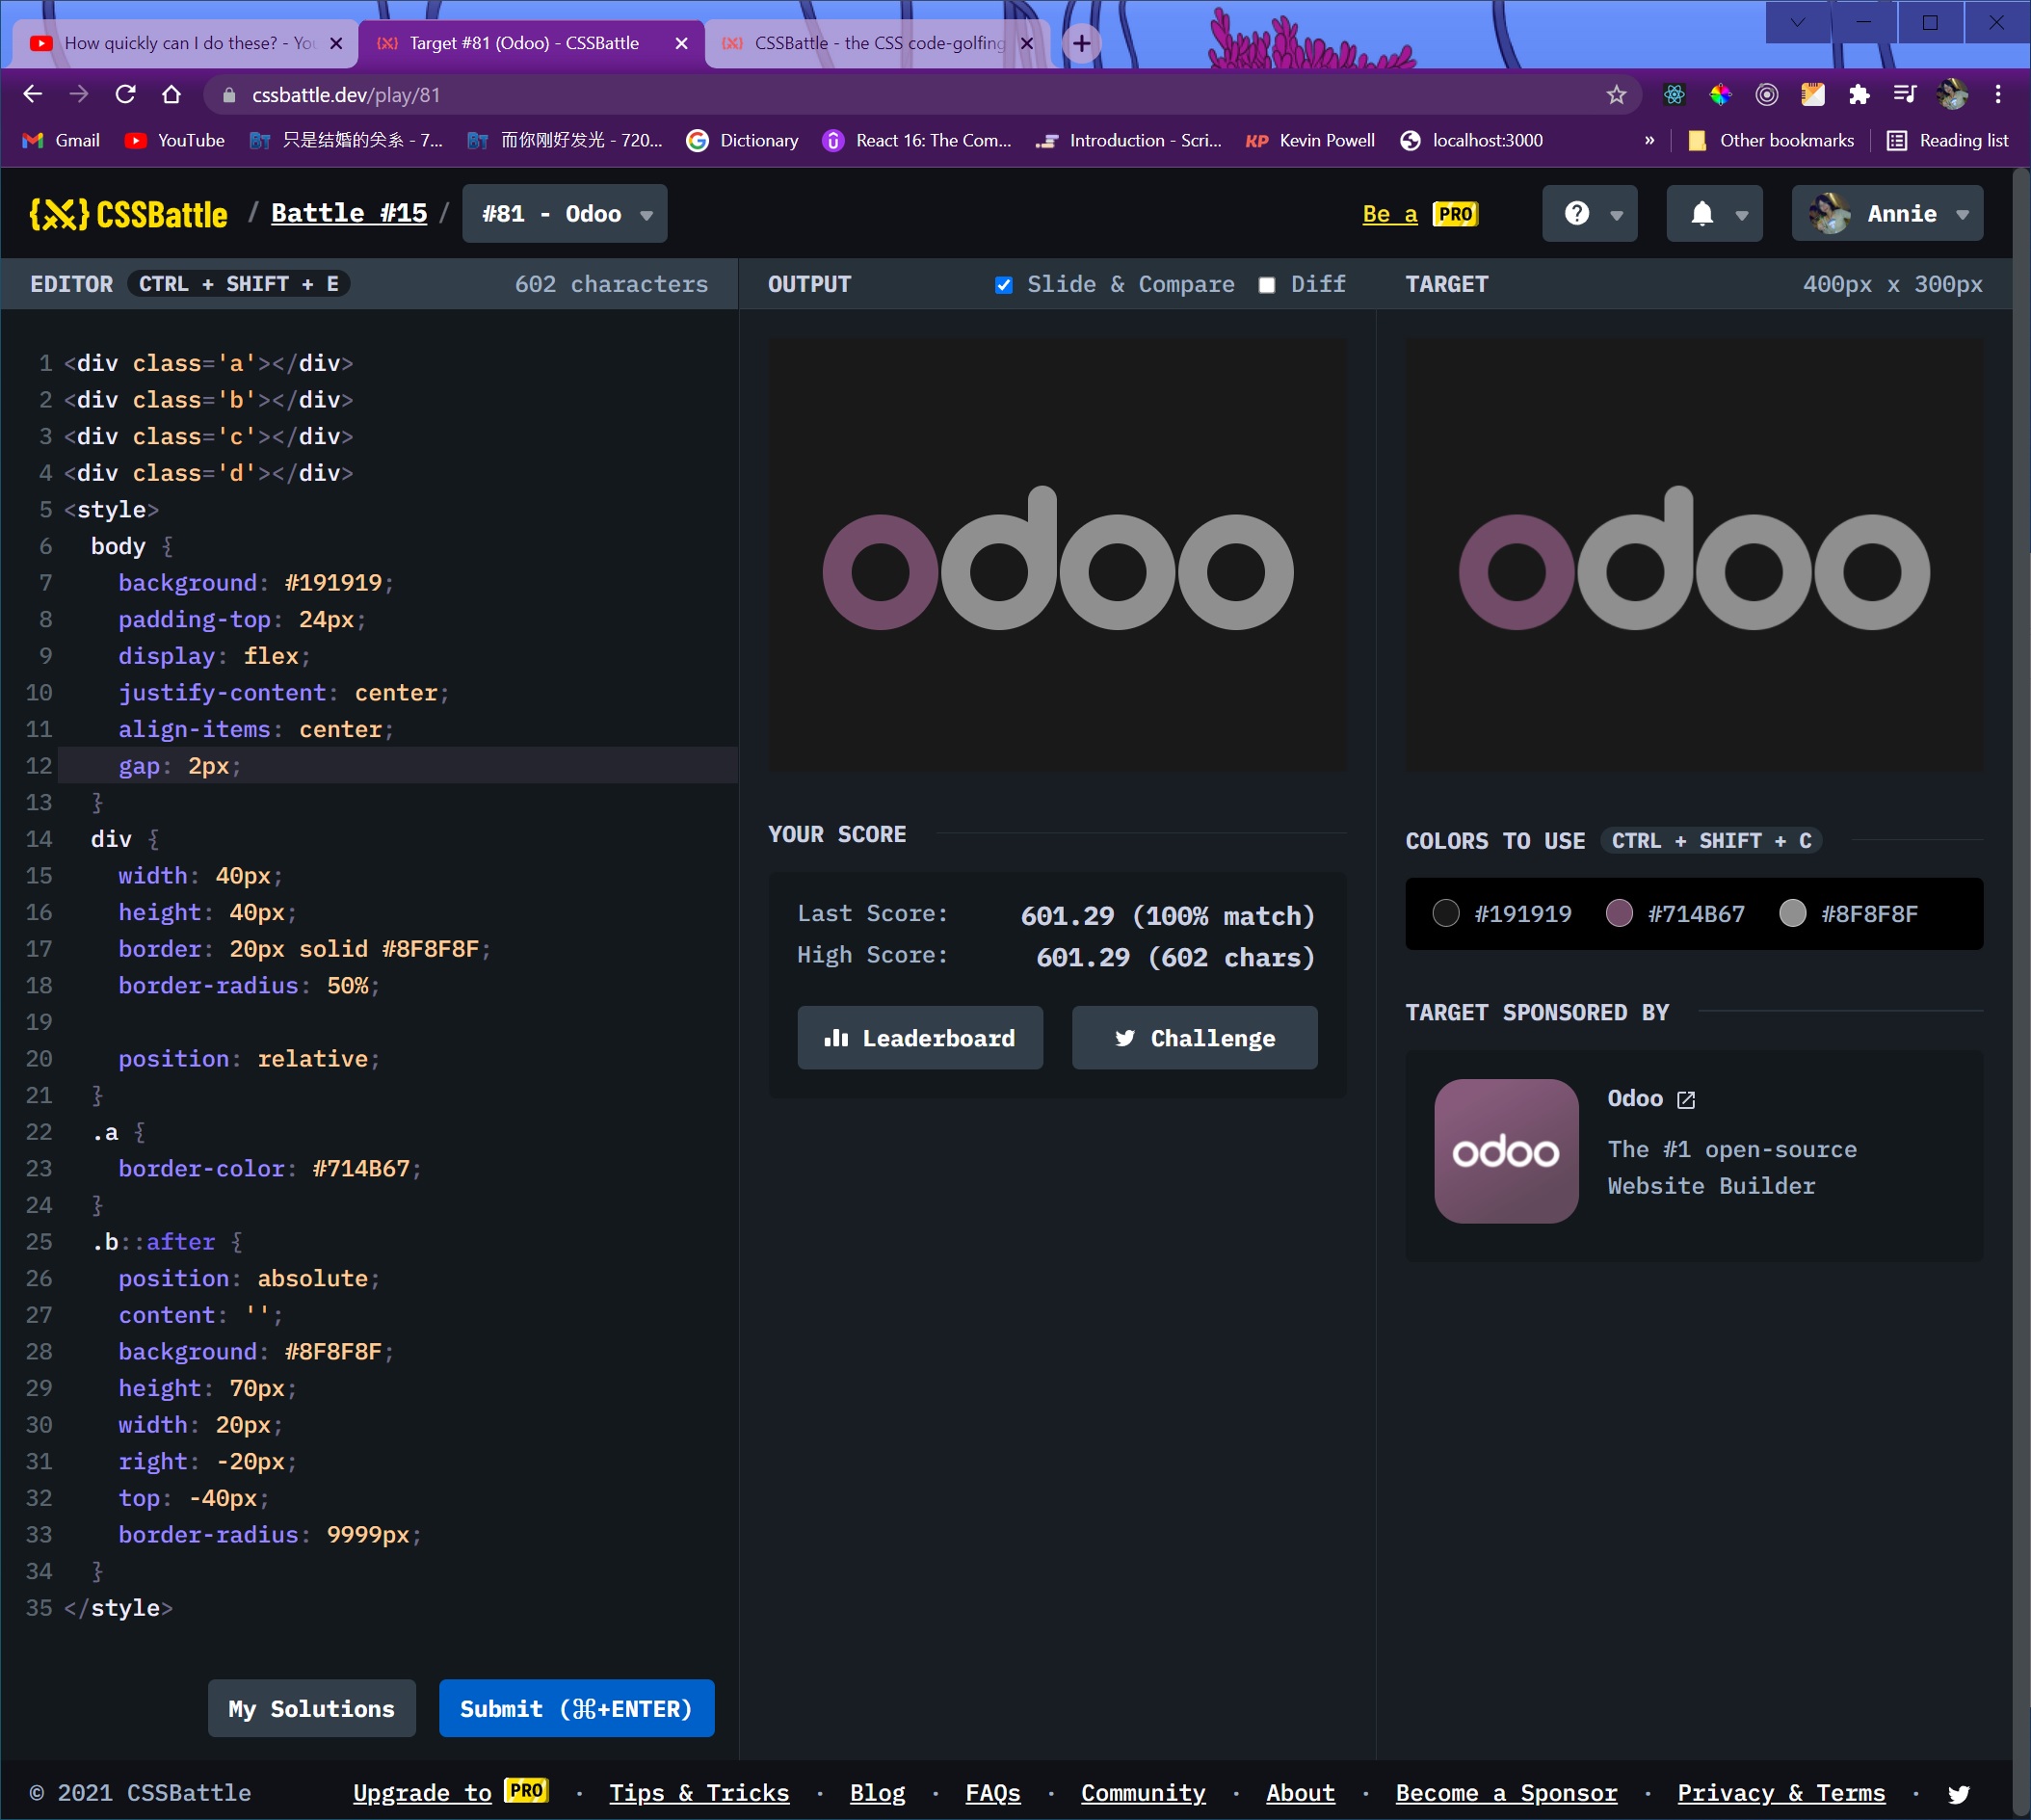 How quickly can I do these? - You
Target #81 (Odoo) - CSSBattle
CSSBattle - the CSS code-golfing
cssbattle.dev/play/81
Gmail
YouTube
只是结婚的关系 - 7...
而你刚好发光 - 720...
Dictionary
React 16: The Com...
Introduction - Scri...
KP Kevin Powell
localhost:3000
»
Other bookmarks
Reading list
CSSBattle / Battle #15 / #81 - Odoo
Be a PRO
Annie
EDITOR CTRL + SHIFT + E 602 characters
1 <div class='a'></div>
2 <div class='b'></div>
3 <div class='c'></div>
4 <div class='d'></div>
5 <style>
6 body {
7 background: #191919;
8 padding-top: 24px;
9 display: flex;
10 justify-content: center;
11 align-items: center;
12 gap: 2px;
13 }
14 div {
15 width: 40px;
16 height: 40px;
17 border: 20px solid #8F8F8F;
18 border-radius: 50%;
19
20 position: relative;
21 }
22 .a {
23 border-color: #714B67;
24 }
25 .b::after {
26 position: absolute;
27 content: '';
28 background: #8F8F8F;
29 height: 70px;
30 width: 20px;
31 right: -20px;
32 top: -40px;
33 border-radius: 9999px;
34 }
35 </style>
My Solutions
Submit (⌘+ENTER)
OUTPUT Slide & Compare Diff
odoo
YOUR SCORE
Last Score: 601.29 (100% match)
High Score: 601.29 (602 chars)
Leaderboard
Challenge
TARGET 400px x 300px
odoo
COLORS TO USE CTRL + SHIFT + C
#191919 #714B67 #8F8F8F
TARGET SPONSORED BY
odoo
Odoo
The #1 open-source
Website Builder
© 2021 CSSBattle
Upgrade to PRO · Tips & Tricks · Blog · FAQs · Community · About · Become a Sponsor · Privacy & Terms ·